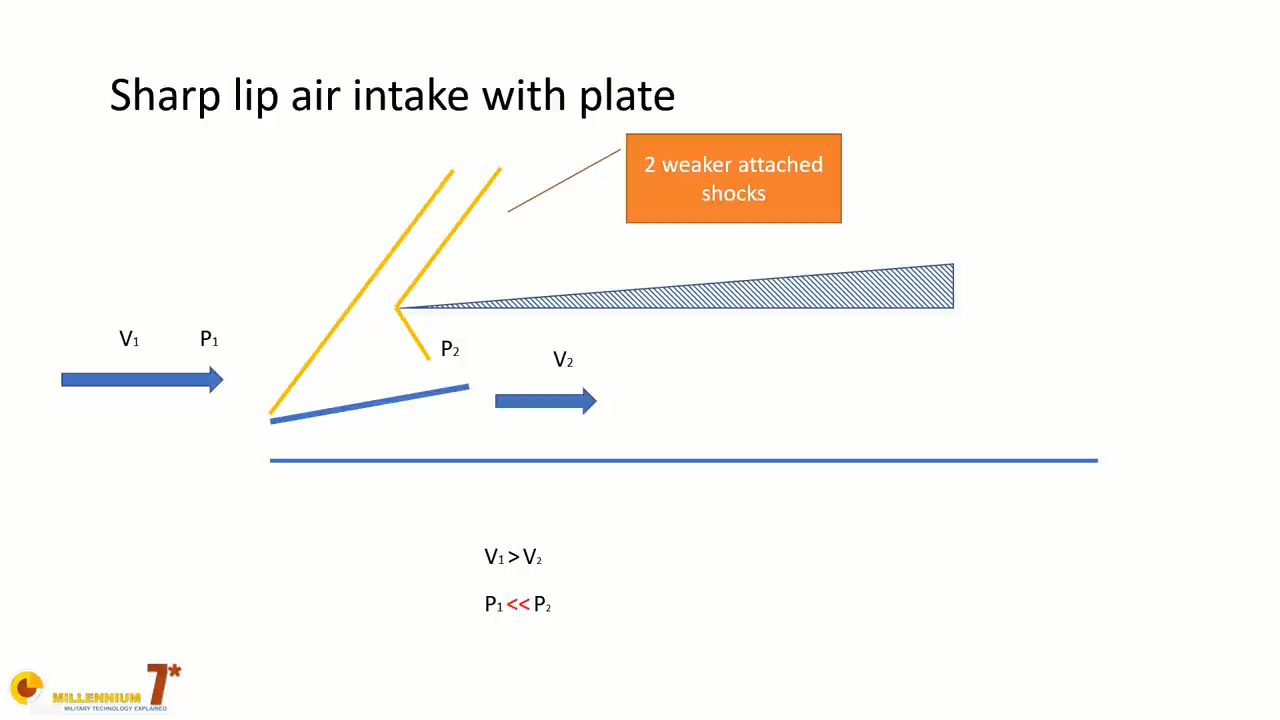 Sharp lip air intake with plate
2 weaker attached
shocks
V1 P1
P2
V2
V1 > V2
P1 << P2
7*
MILLENNIUM
MILITARY TECHNOLOGY EXPLAINED